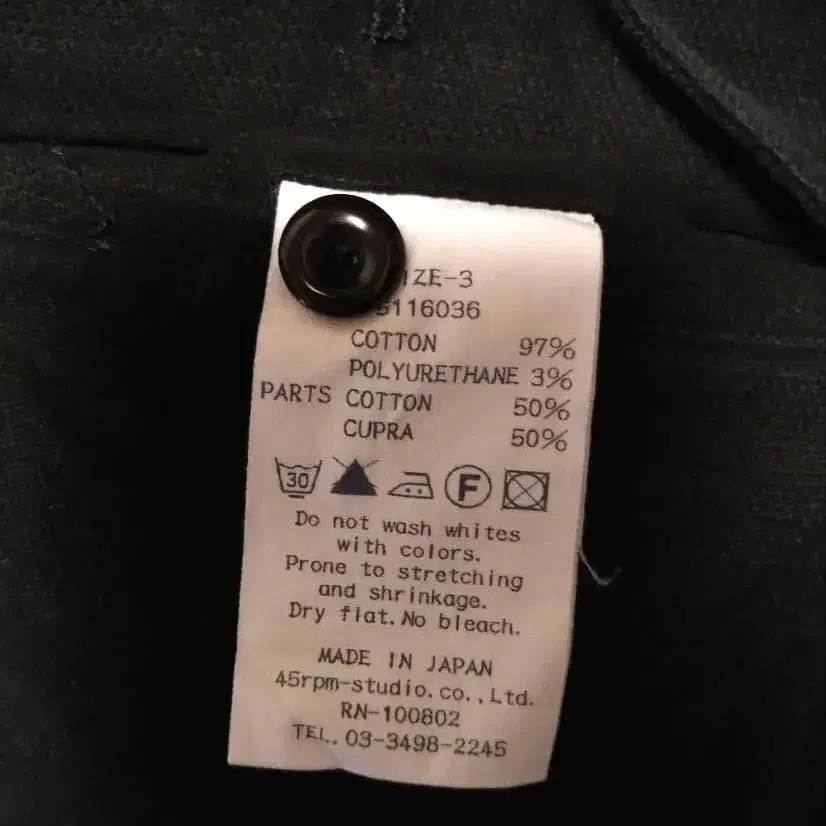 IZE-3
6116036
COTTON 97%
POLYURETHANE 3%
PARTS COTTON 50%
CUPRA 50%
30 F
Do not wash whites
with colors.
Prone to stretching
and shrinkage.
Dry flat. No bleach.
MADE IN JAPAN
45rpm-studio.co.,Ltd.
RN-100802
TEL. 03-3498-2245